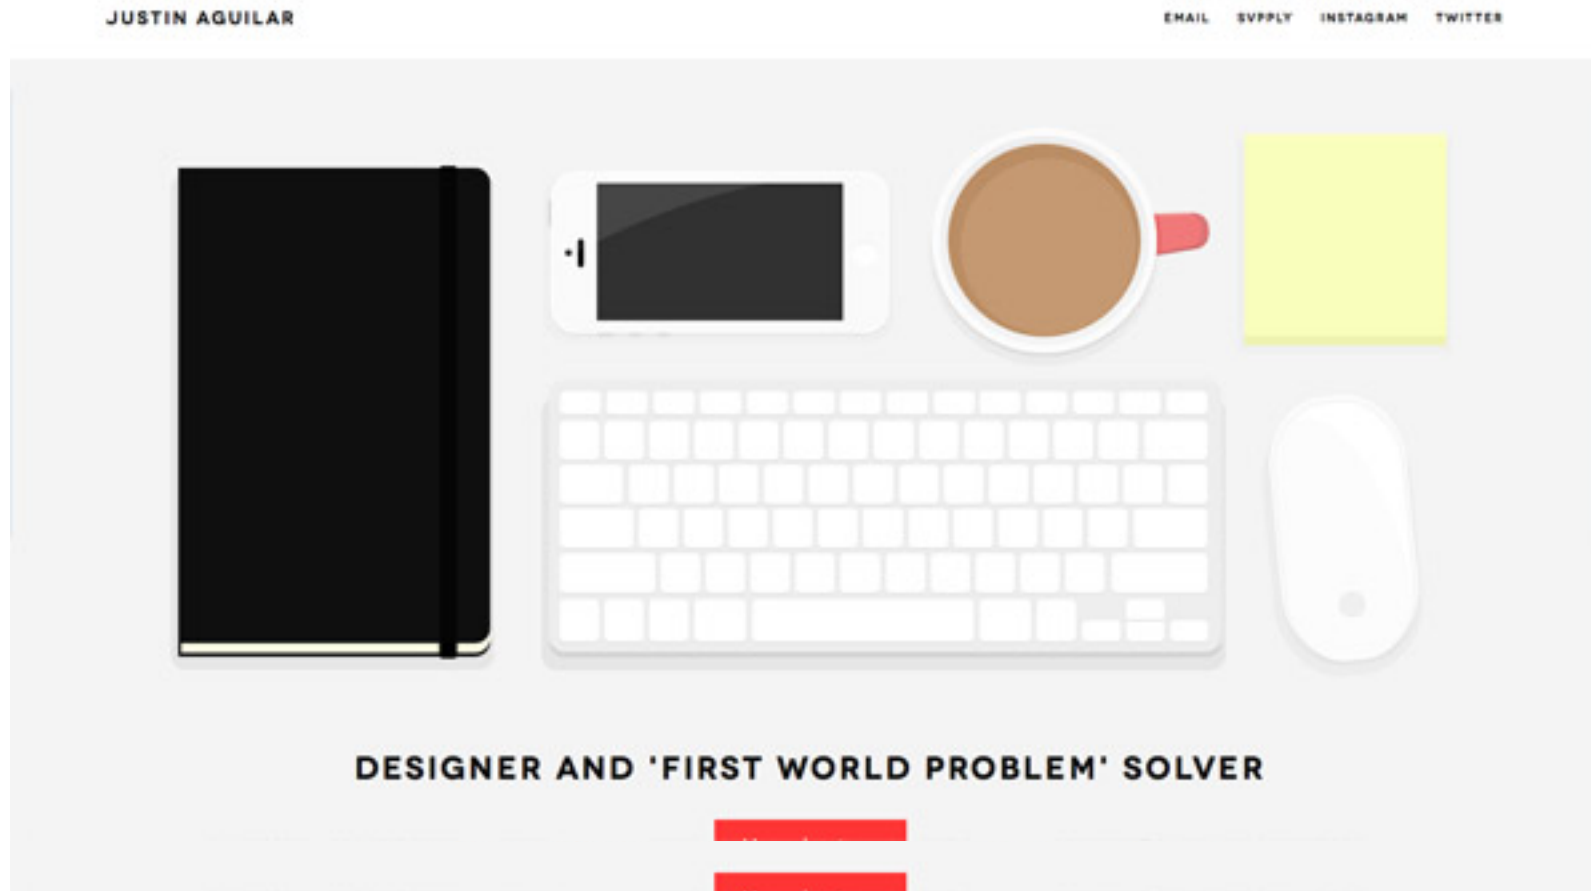 JUSTIN AGUILAR
EMAIL SVPPLY INSTAGRAM TWITTER
DESIGNER AND 'FIRST WORLD PROBLEM' SOLVER